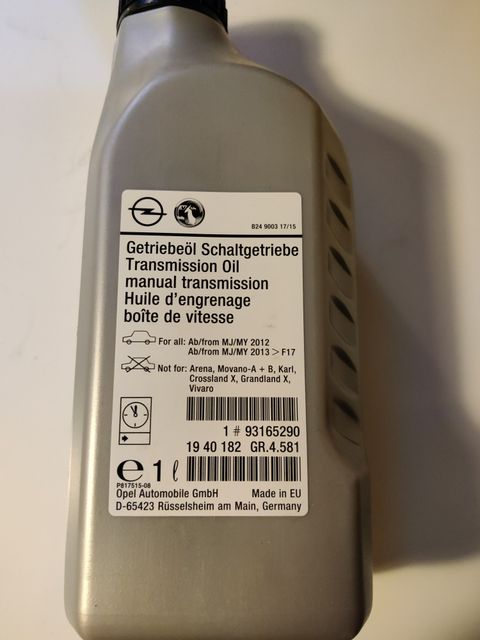 B24 9003 17/15
Getriebeöl Schaltgetriebe
Transmission Oil
manual transmission
Huile d'engrenage
boîte de vitesse
For all: Ab/from MJ/MY 2012
Ab/from MJ/MY 2013 > F17
Not for: Arena, Movano-A + B, Karl,
Crossland X, Grandland X,
Vivaro
1 # 93165290
19 40 182 GR.4.581
e 1 ℓ
P817515-08
Opel Automobile GmbH Made in EU
D-65423 Rüsselsheim am Main, Germany